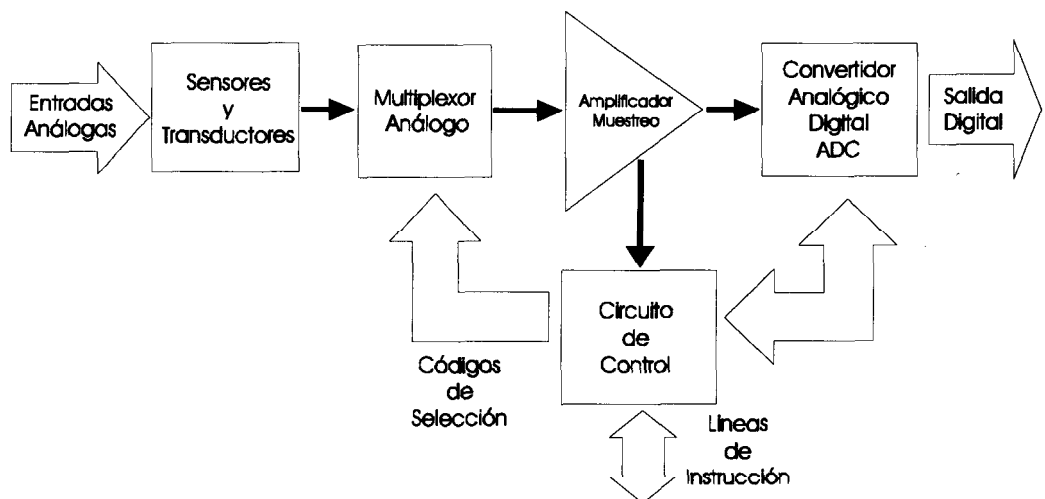 Entradas
Análogas
Sensores
y
Transductores
Multiplexor
Análogo
Amplificador
Muestreo
Convertidor
Analógico
Digital
ADC
Salida
Digital
Códigos
de
Selección
Circuito
de
Control
Líneas
de
Instrucción